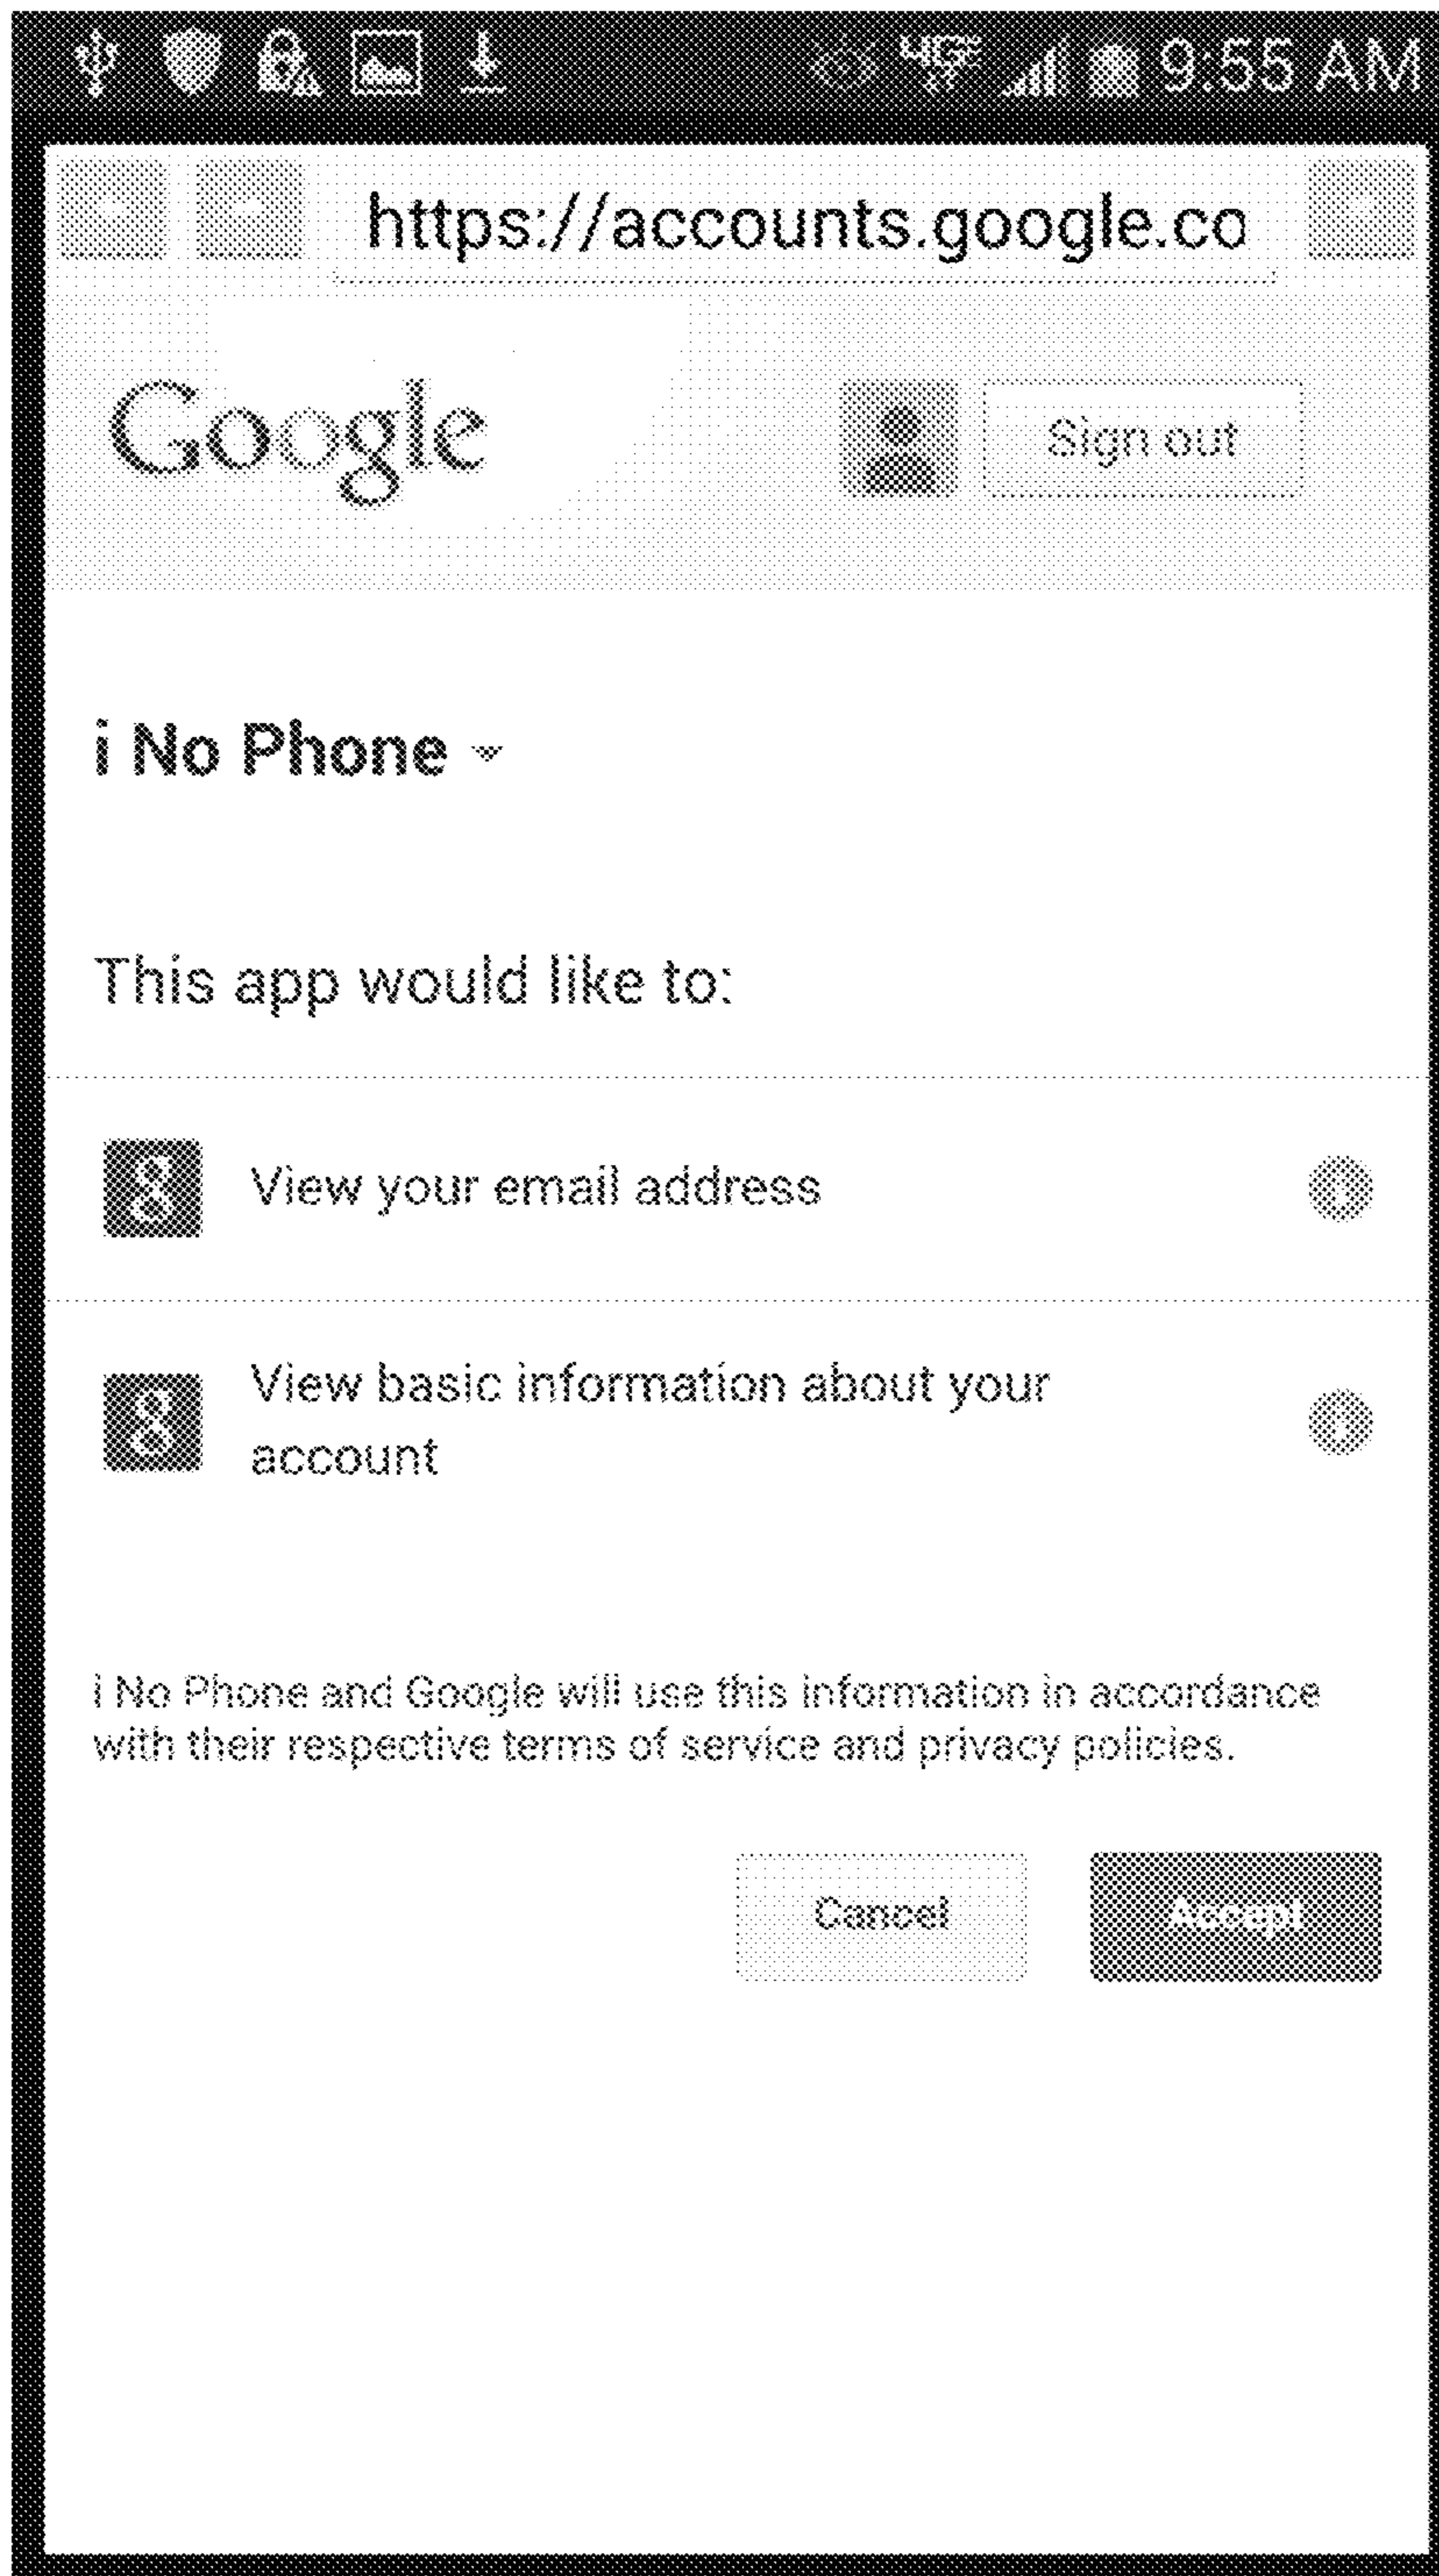 4G 9:55 AM
https://accounts.google.co
Google Sign out
i No Phone
This app would like to:
View your email address
View basic information about your
account
i No Phone and Google will use this information in accordance
with their respective terms of service and privacy policies.
Cancel Accept